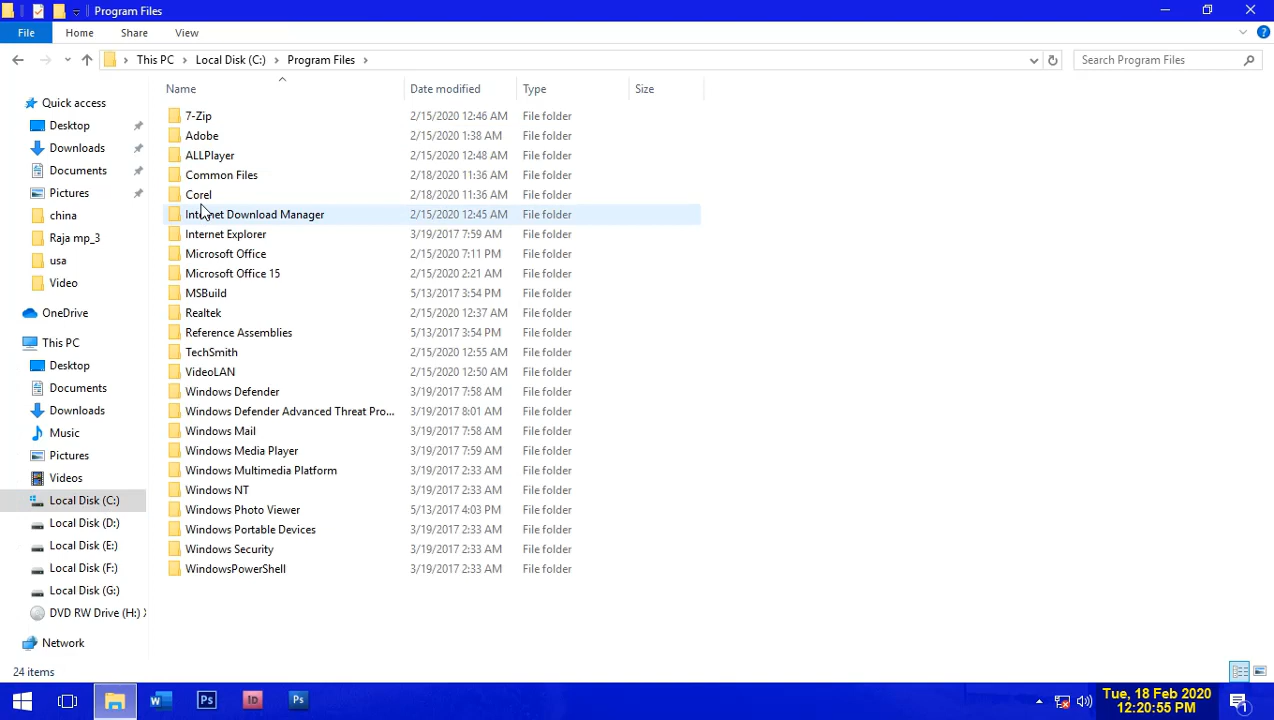 Program Files
File Home Share View
This PC Local Disk (C:) Program Files Search Program Files
Name Date modified Type Size
Quick access
Desktop
Downloads
Documents
Pictures
china
Raja mp_3
usa
Video
OneDrive
This PC
Desktop
Documents
Downloads
Music
Pictures
Videos
Local Disk (C:)
Local Disk (D:)
Local Disk (E:)
Local Disk (F:)
Local Disk (G:)
DVD RW Drive (H:)
Network
7-Zip 2/15/2020 12:46 AM File folder
Adobe 2/15/2020 1:38 AM File folder
ALLPlayer 2/15/2020 12:48 AM File folder
Common Files 2/18/2020 11:36 AM File folder
Corel 2/18/2020 11:36 AM File folder
Internet Download Manager 2/15/2020 12:45 AM File folder
Internet Explorer 3/19/2017 7:59 AM File folder
Microsoft Office 2/15/2020 7:11 PM File folder
Microsoft Office 15 2/15/2020 2:21 AM File folder
MSBuild 5/13/2017 3:54 PM File folder
Realtek 2/15/2020 12:37 AM File folder
Reference Assemblies 5/13/2017 3:54 PM File folder
TechSmith 2/15/2020 12:55 AM File folder
VideoLAN 2/15/2020 12:50 AM File folder
Windows Defender 3/19/2017 7:58 AM File folder
Windows Defender Advanced Threat Pro... 3/19/2017 8:01 AM File folder
Windows Mail 3/19/2017 7:58 AM File folder
Windows Media Player 3/19/2017 7:59 AM File folder
Windows Multimedia Platform 3/19/2017 2:33 AM File folder
Windows NT 3/19/2017 2:33 AM File folder
Windows Photo Viewer 5/13/2017 4:03 PM File folder
Windows Portable Devices 3/19/2017 2:33 AM File folder
Windows Security 3/19/2017 2:33 AM File folder
WindowsPowerShell 3/19/2017 2:33 AM File folder
24 items
W Ps ID Ps
Tue, 18 Feb 2020
12:20:55 PM
1